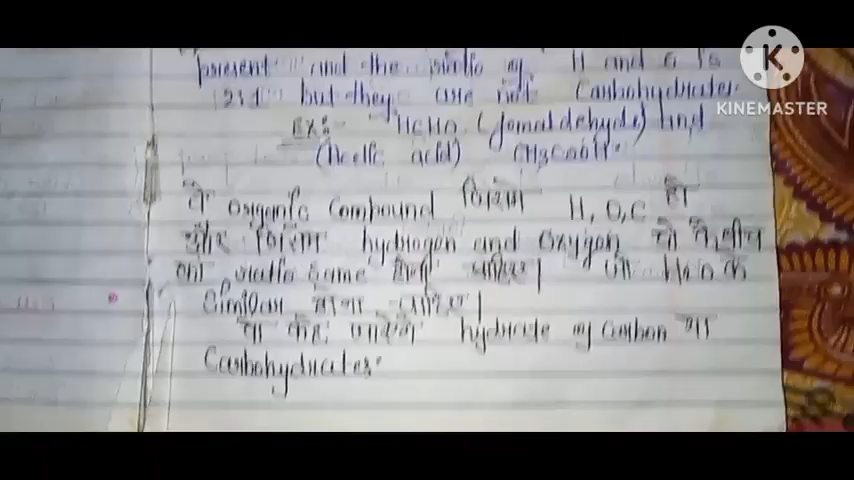 present and the ratio of H and O is
2:1 but they are not Carbohydrates
Ex:- HCHO (formaldehyde) and
(Acetic acid) CH3COOH.
वे organic Compound जिसमे H, O, C हो
और जिसमे hydrogen and Oxygen के बीच
का ratio same होना चाहिए। जो H2O के
Similar होना चाहिए।
hydrate of carbon या
Carbohydrates.
KINEMASTER